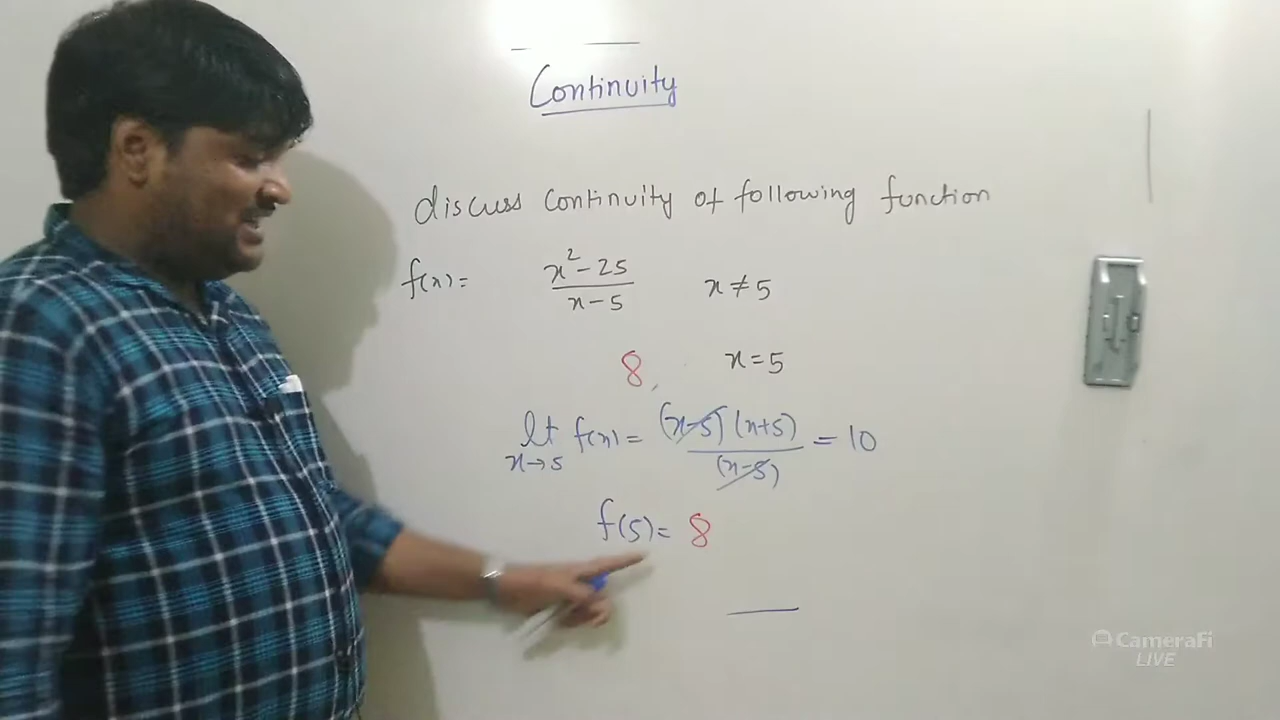 Continuity
discuss Continuity of following function
f(x) = x² - 25 / x - 5 x ≠ 5
8, x = 5
lt x→5 f(x) = (x-5) (x+5) / (x-5) = 10
f(5) = 8
CameraFi
LIVE